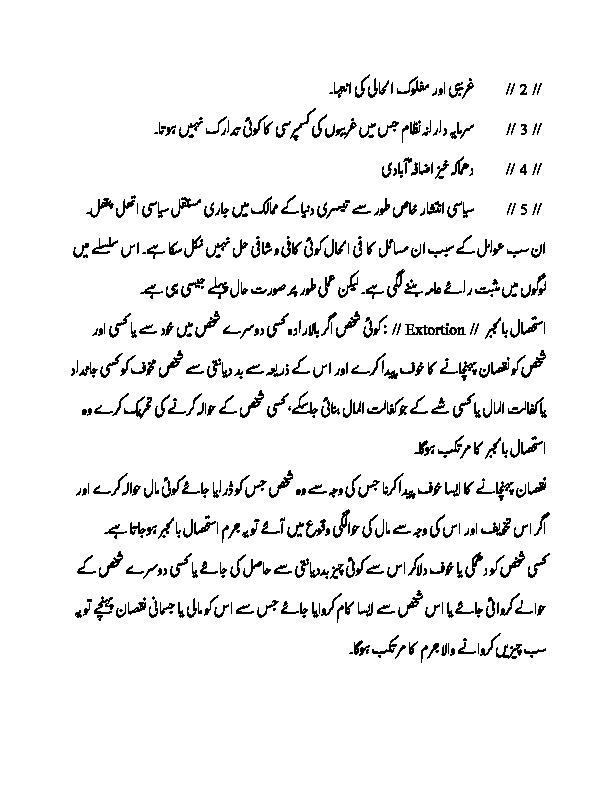 // 2 // غریبی اور مفلوک الحالی کی انتہا۔
// 3 // سرمایہ دارانہ نظام جس میں غریبوں کی کسمپرسی کا کوئی تدارک نہیں ہوتا۔
// 4 // دھماکہ خیز اضافہ آبادی
// 5 // سیاسی انتشار خاص طور سے تیسری دنیا کے ممالک میں جاری مستقل سیاسی اتھل پتھل۔
ان سب عوامل کے سبب ان مسائل کا فی الحال کوئی کافی و شافی حل نہیں نکل سکا ہے۔ اس سلسلے میں
لوگوں میں مثبت رائے عامہ بننے لگی ہے۔ لیکن عملی طور پر صورت حال پہلے جیسی ہی ہے۔
استحصال بالجبر // Extortion // : کوئی شخص اگر بالارادہ کسی دوسرے شخص میں خود سے یا کسی اور
شخص کو نقصان پہنچانے کا خوف پیدا کرے اور اس کے ذریعہ سے بد دیانتی سے شخص مخوف کو کسی جائداد
یا کفالت المال یا کسی شے کے جو کفالت المال بنائی جاسکے، کسی شخص کے حوالہ کرنے کی تحریک کرے وہ
استحصال بالجبر کا مرتکب ہوگا۔
نقصان پہنچانے کا ایسا خوف پیدا کرنا جس کی وجہ سے وہ شخص جس کو ڈرایا جائے کوئی مال حوالہ کرے اور
اگر اس تخویف اور اس کی وجہ سے مال کی حوالگی وقوع میں آئے تو یہ جرم استحصال بالجبر ہوجاتا ہے۔
کسی شخص کو دھمکی یا خوف دلاکر اس سے کوئی چیز بددیانتی سے حاصل کی جائے یا کسی دوسرے شخص کے
حوالے کروائی جائے یا اس شخص سے ایسا کام کروایا جائے جس سے اس کو مالی یا جسمانی نقصان پہنچے تو یہ
سب چیزیں کروانے والا جرم کا مرتکب ہوگا۔